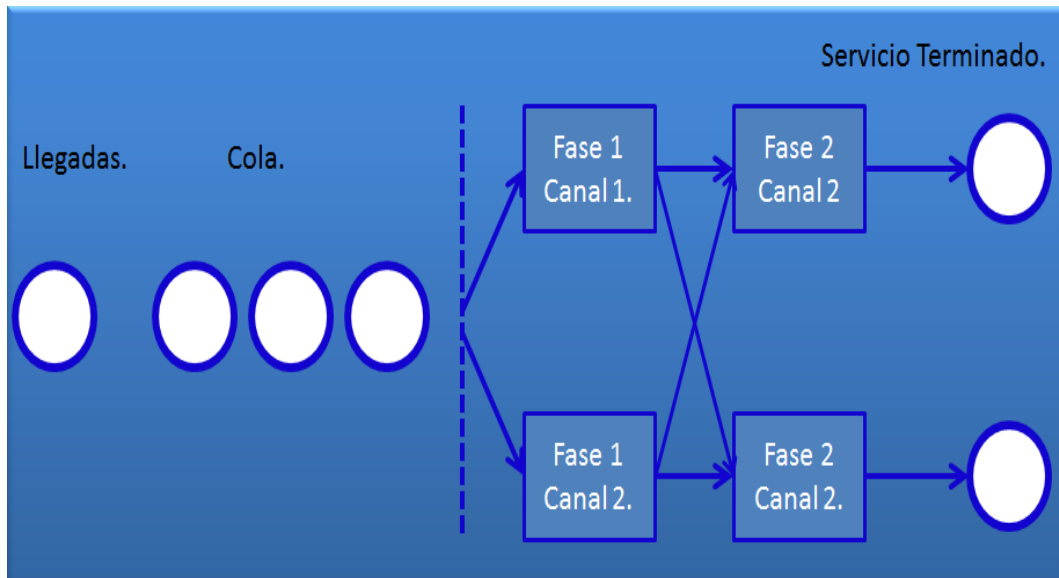 Servicio Terminado.
Llegadas.
Cola.
Fase 1
Canal 1.
Fase 2
Canal 2
Fase 1
Canal 2.
Fase 2
Canal 2.